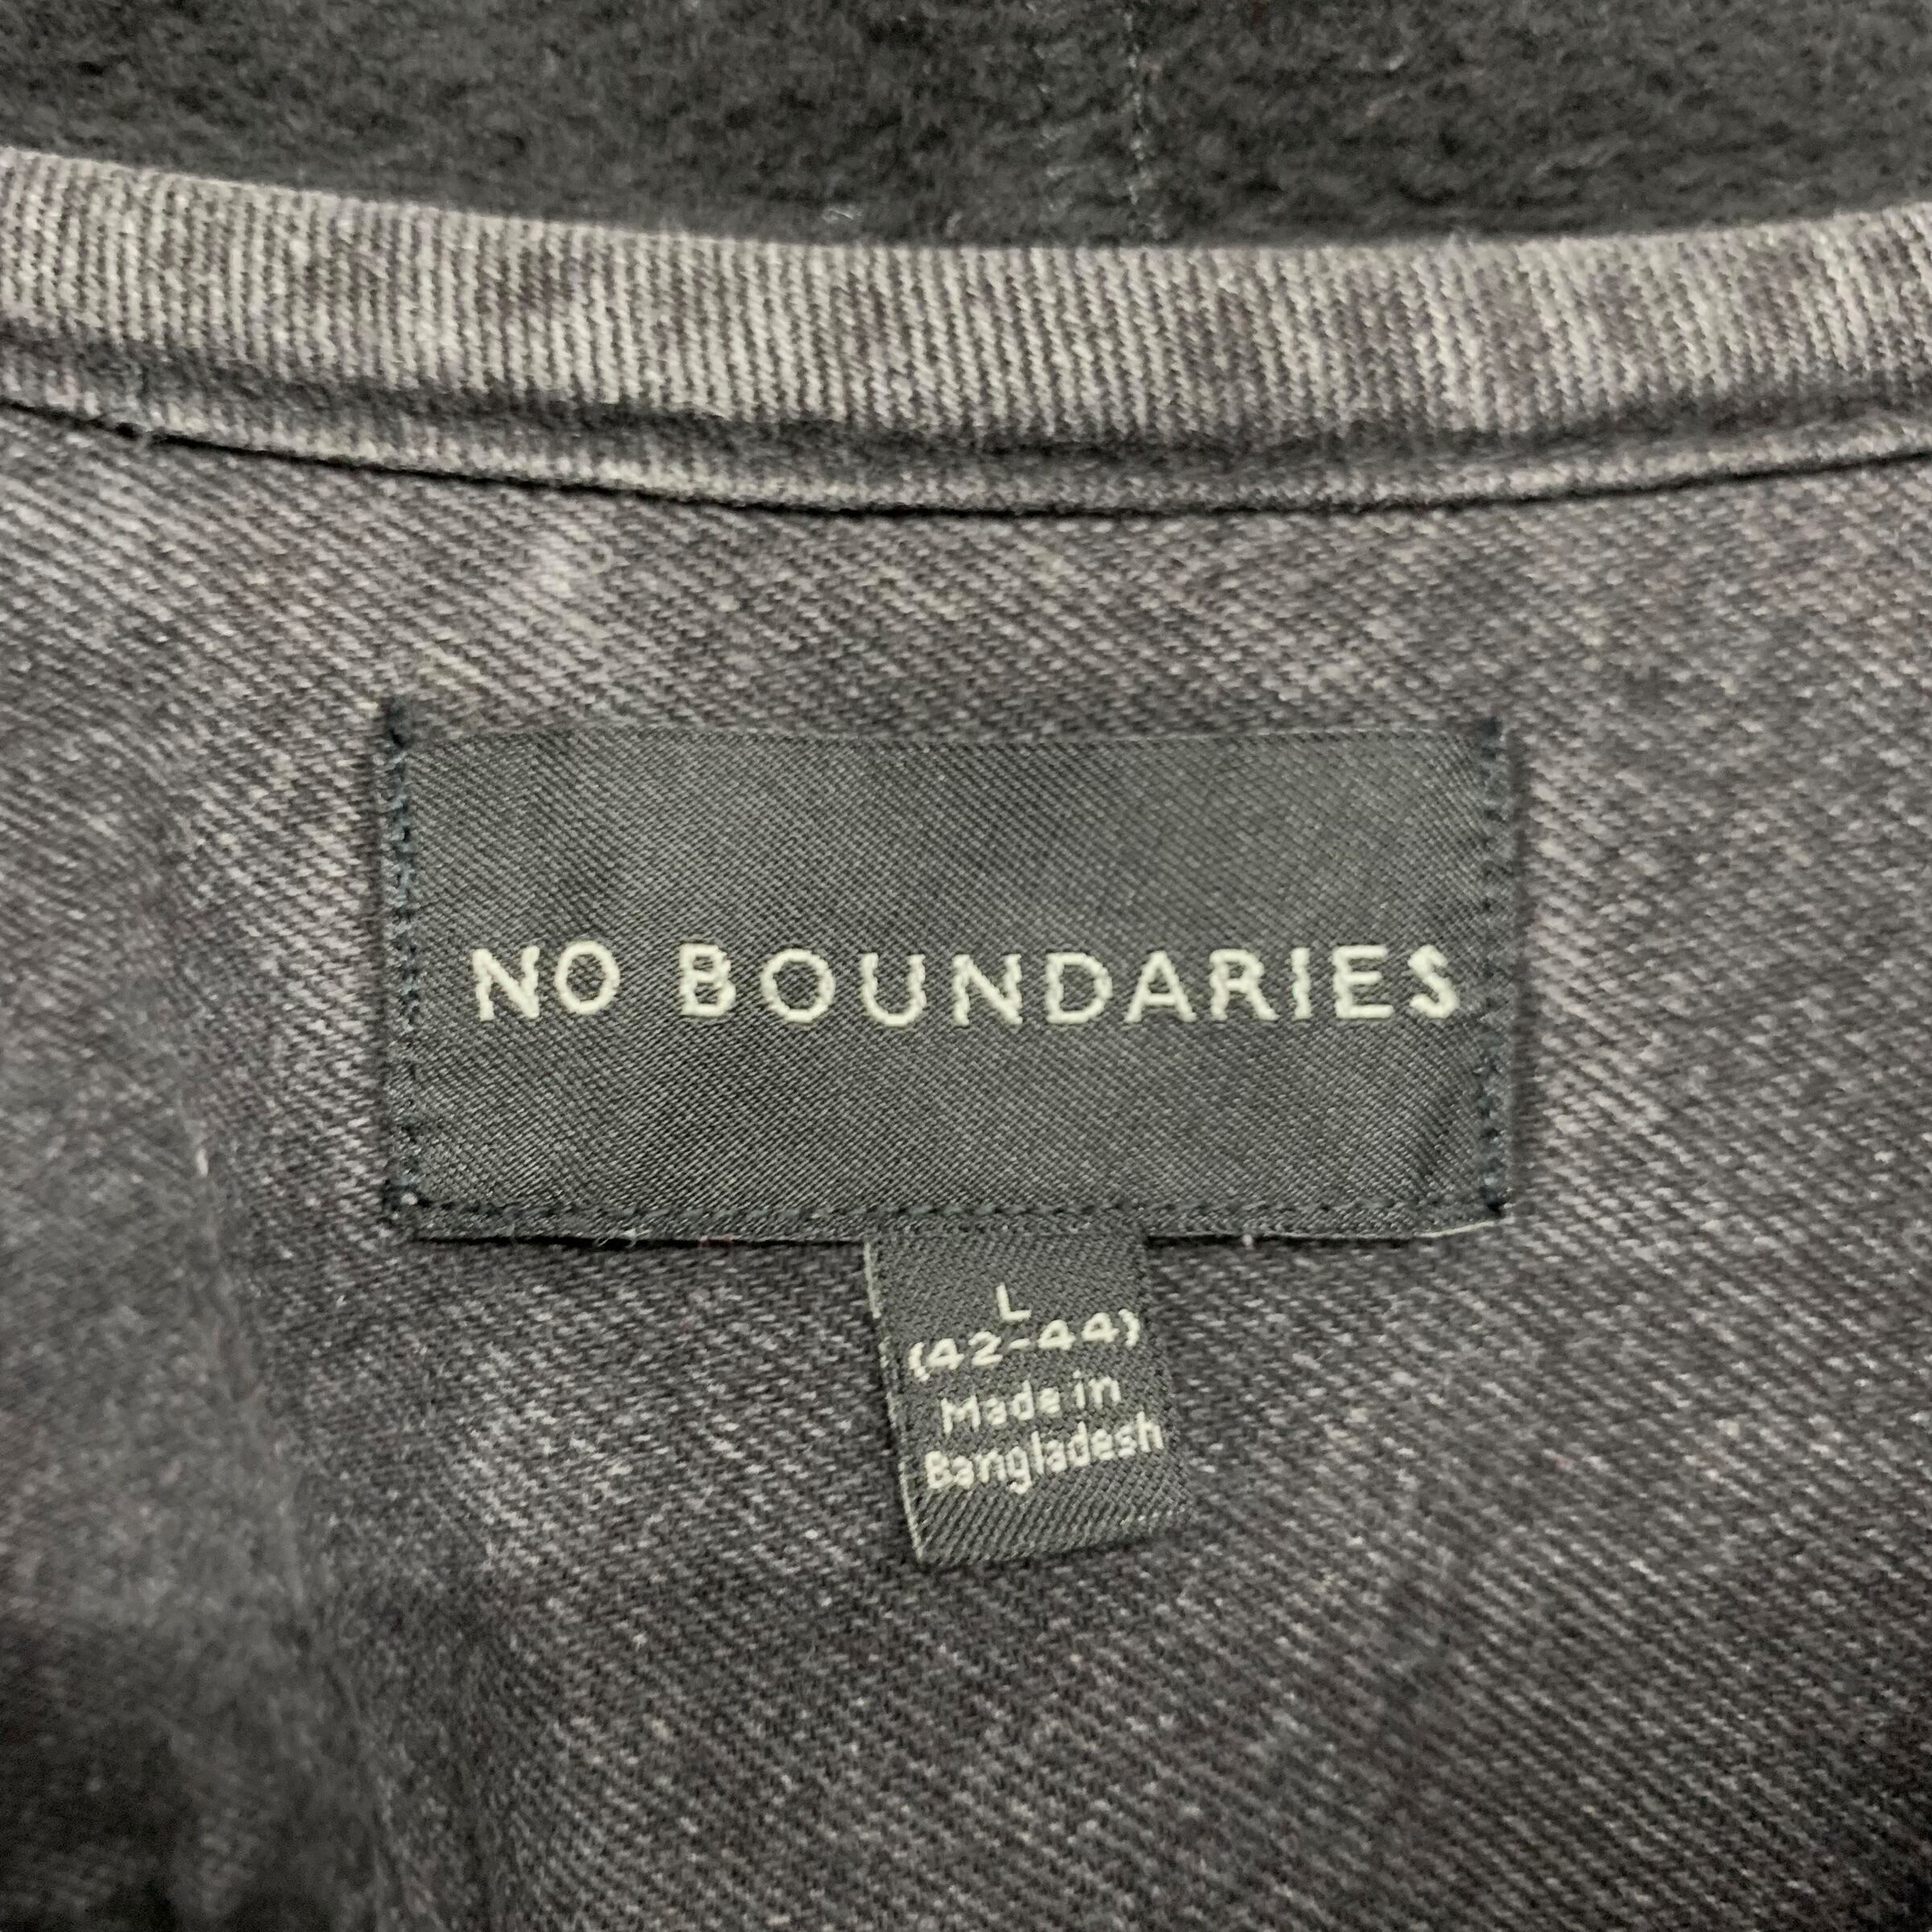 NO BOUNDARIES
L
(42-44)
Made in
Bangladesh